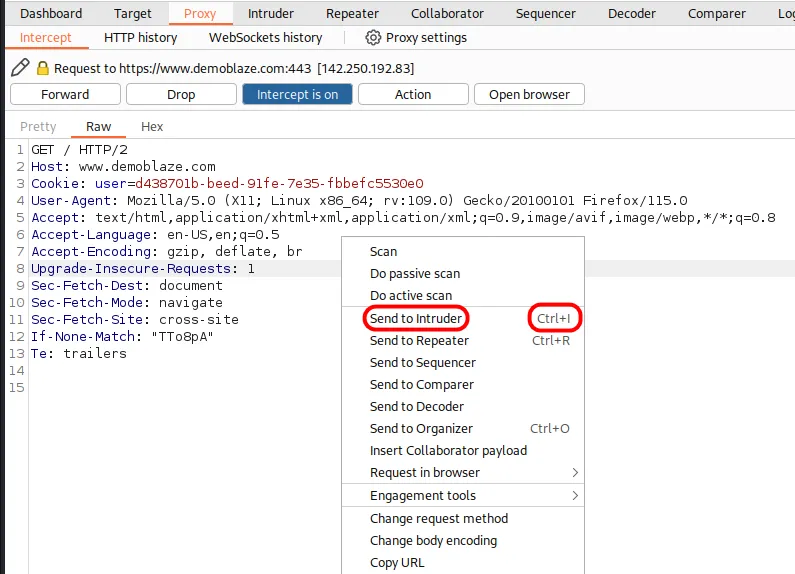 Dashboard Target Proxy Intruder Repeater Collaborator Sequencer Decoder Comparer
Intercept HTTP history WebSockets history Proxy settings
Request to https://www.demoblaze.com:443 [142.250.192.83]
Forward Drop Intercept is on Action Open browser
Pretty Raw Hex
1 GET / HTTP/2
2 Host: www.demoblaze.com
3 Cookie: user=d438701b-beed-91fe-7e35-fbbefc5530e0
4 User-Agent: Mozilla/5.0 (X11; Linux x86_64; rv:109.0) Gecko/20100101 Firefox/115.0
5 Accept: text/html,application/xhtml+xml,application/xml;q=0.9,image/avif,image/webp,*/*;q=0.8
6 Accept-Language: en-US,en;q=0.5
7 Accept-Encoding: gzip, deflate, br
8 Upgrade-Insecure-Requests: 1
9 Sec-Fetch-Dest: document
10 Sec-Fetch-Mode: navigate
11 Sec-Fetch-Site: cross-site
12 If-None-Match: "TTo8pA"
13 Te: trailers
14
15
Scan
Do passive scan
Do active scan
Send to Intruder Ctrl+I
Send to Repeater Ctrl+R
Send to Sequencer
Send to Comparer
Send to Decoder
Send to Organizer Ctrl+O
Insert Collaborator payload
Request in browser
Engagement tools
Change request method
Change body encoding
Copy URL